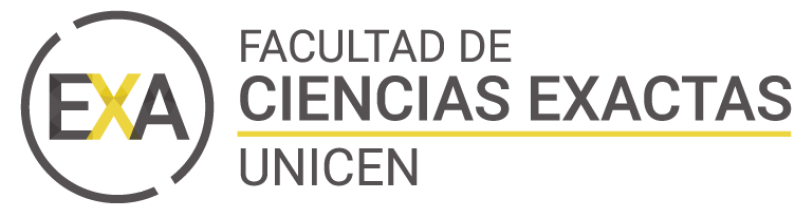 EXA
FACULTAD DE
CIENCIAS EXACTAS
UNICEN